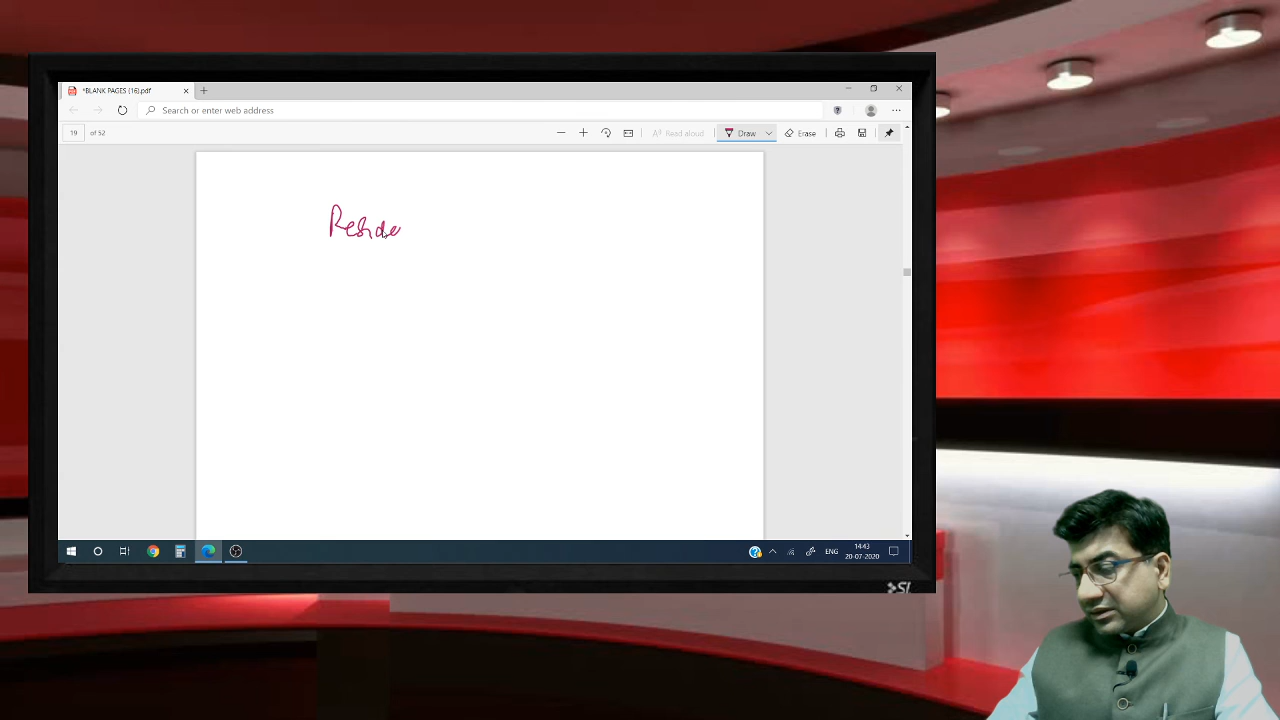 *BLANK PAGES (16).pdf
Search or enter web address
19 of 52
Read aloud
Draw
Erase
Reside
14:43
ENG
20-07-2020